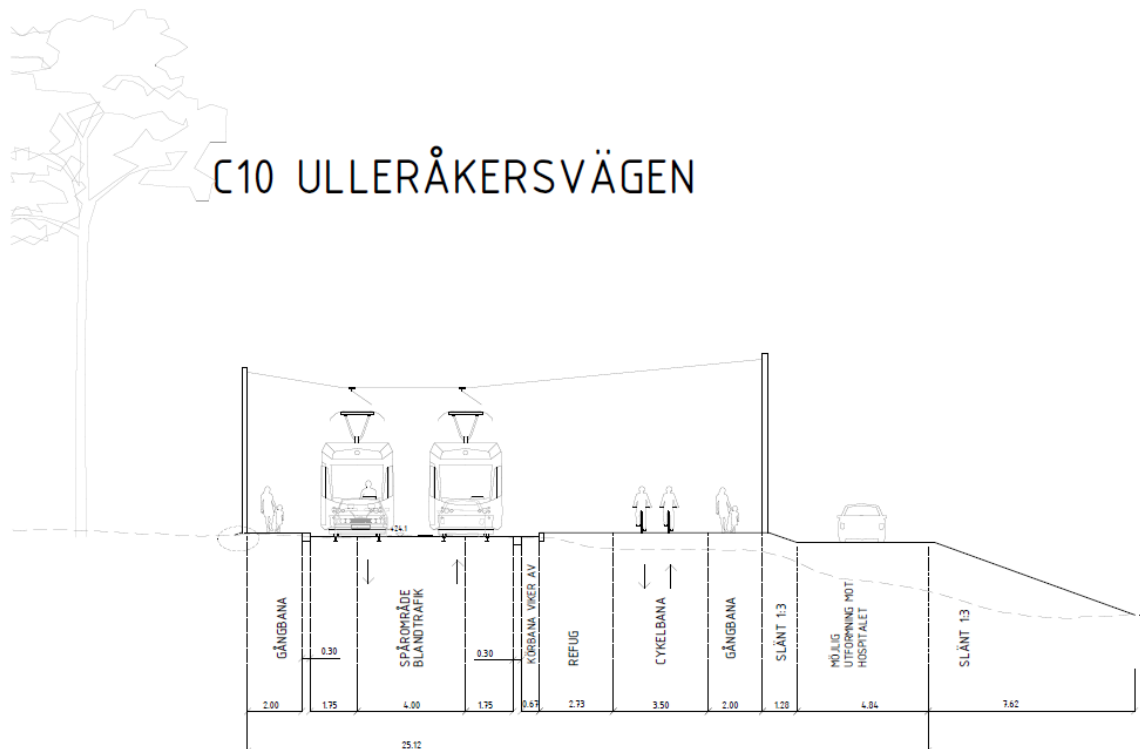 C10 ULLERÅKERSVÄGEN
+24.1
GÅNGBANA
0.30
SPÅROMRÅDE
BLANDTRAFIK
0.30
KÖRBANA VIKER AV
REFUG
CYKELBANA
GÅNGBANA
SLÄNT 1:3
MÖJLIG
UTFORMNING MOT
HOSPITALET
SLÄNT 1:3
2.00
1.75
4.00
1.75
0.67
2.73
3.50
2.00
1.28
4.84
7.62
25.12